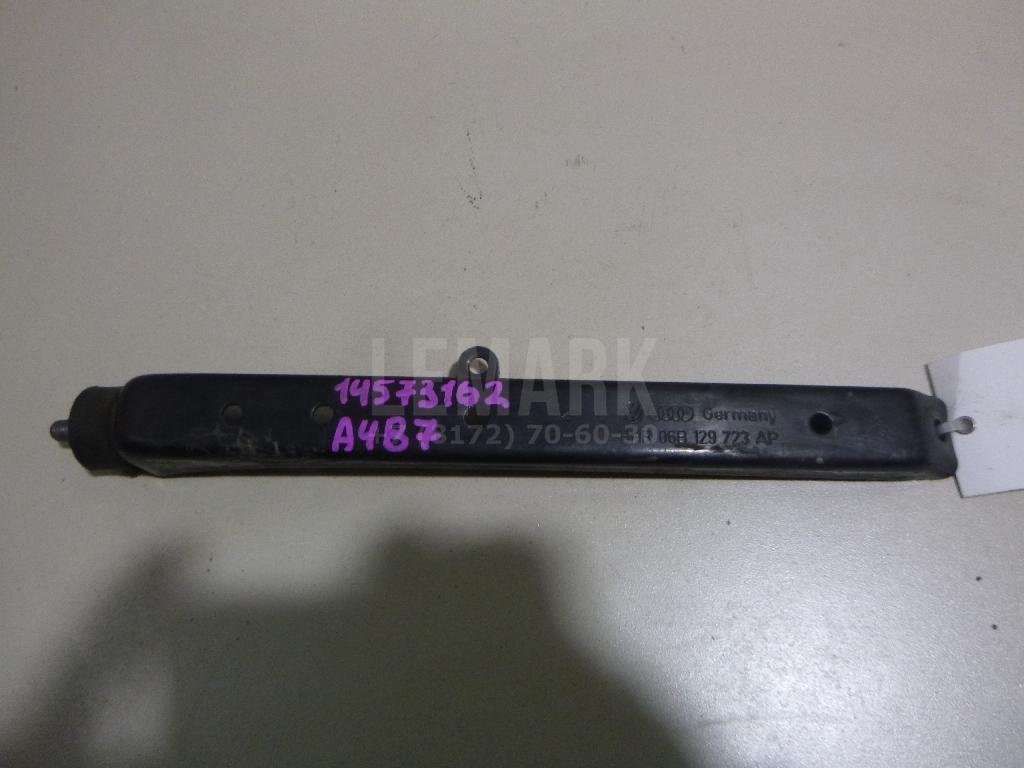 LEMARK
14573162
A4B7
8172) 70-60-30
Germany
06B 129 723 AP